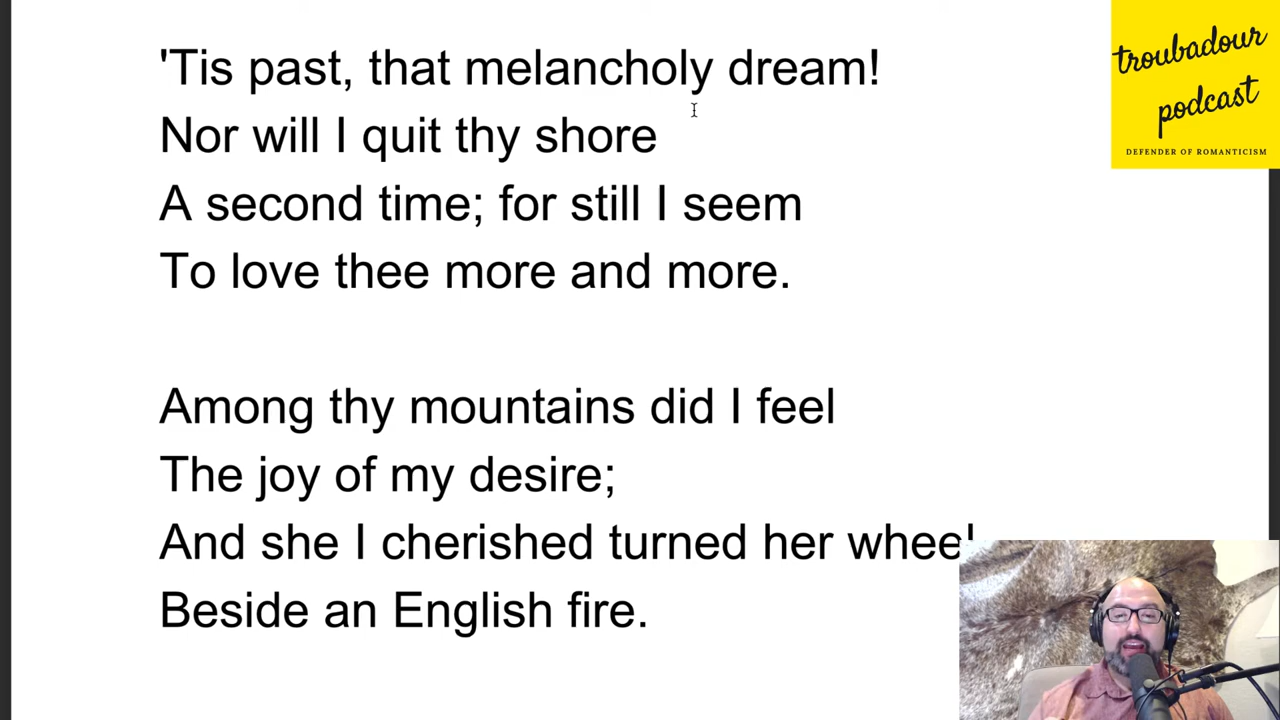 'Tis past, that melancholy dream!
Nor will I quit thy shore
A second time; for still I seem
To love thee more and more.
Among thy mountains did I feel
The joy of my desire;
And she I cherished turned her wheel
Beside an English fire.
troubadour
podcast
DEFENDER OF ROMANTICISM